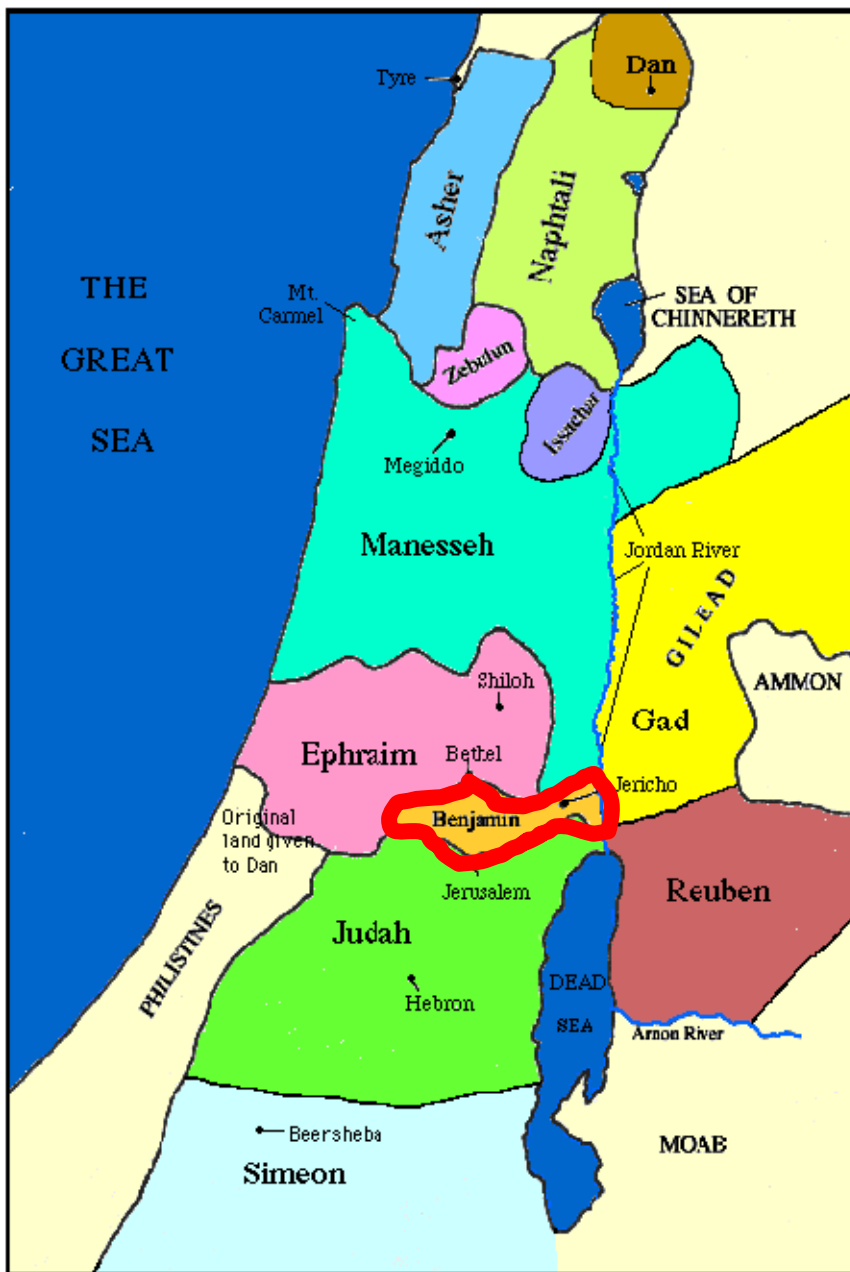 Tyre
Dan
Asher
Naphtali
THE
GREAT
SEA
Mt.
Carmel
SEA OF
CHINNERETH
Zebulun
Issachar
Megiddo
Manesseh
Jordan River
GILEAD
Shiloh
AMMON
Gad
Ephraim
Bethel
Jericho
Benjamin
Original
land given
to Dan
Jerusalem
Reuben
Judah
PHILISTINES
Hebron
DEAD
SEA
Arnon River
Beersheba
MOAB
Simeon